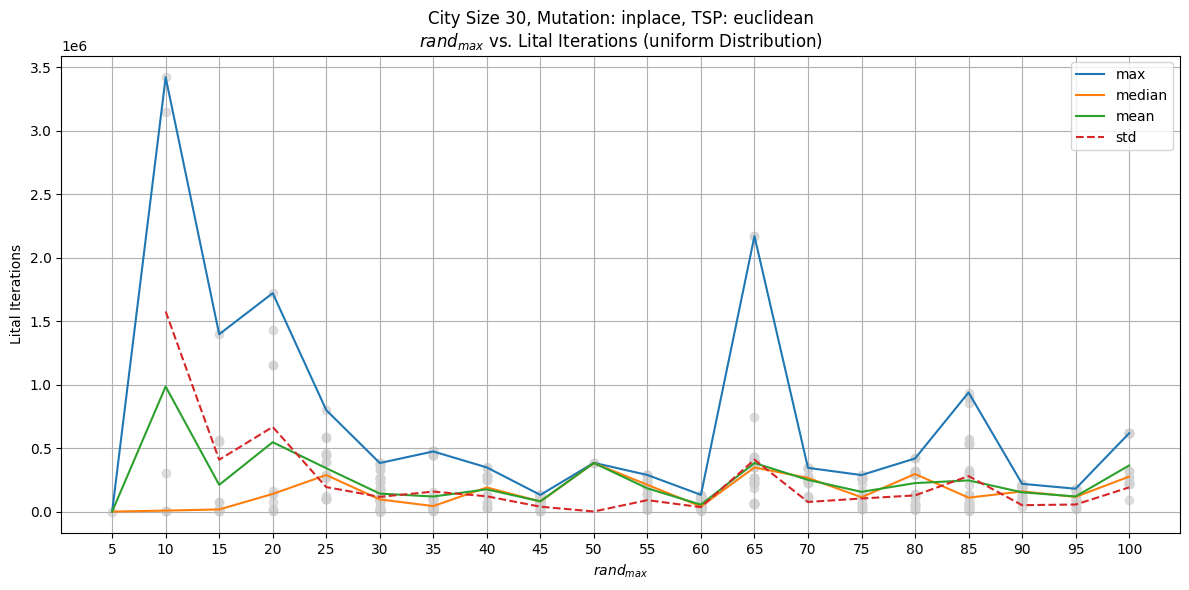 City Size 30, Mutation: inplace, TSP: euclidean
rand_max vs. Lital Iterations (uniform Distribution)
1e6
3.5
3.0
2.5
2.0
1.5
1.0
0.5
0.0
Lital Iterations
max
median
mean
std
5 10 15 20 25 30 35 40 45 50 55 60 65 70 75 80 85 90 95 100
rand_max